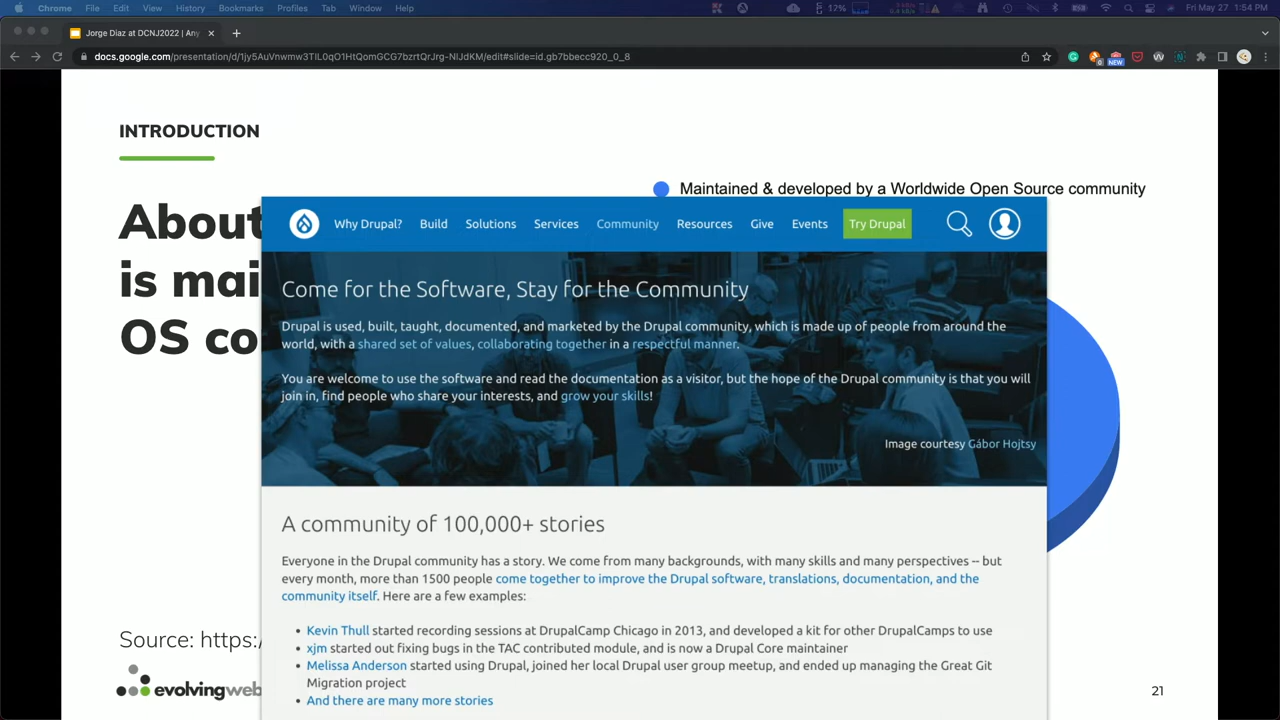 Chrome File Edit View History Bookmarks Profiles Tab Window Help
12%
Fri May 27 1:54 PM
Jorge Diaz at DCNJ2022 | Any
docs.google.com/presentation/d/1jy5AuVnwmw3TIL0qO1HtQomGCG7bzrtQrJrg-NIJdKM/edit#slide=id.gb7bbecc920_0_8
NEW
INTRODUCTION
Maintained & developed by a Worldwide Open Source community
About
is mai
OS co
Why Drupal? Build Solutions Services Community Resources Give Events Try Drupal
Come for the Software, Stay for the Community
Drupal is used, built, taught, documented, and marketed by the Drupal community, which is made up of people from around the
world, with a shared set of values, collaborating together in a respectful manner.
You are welcome to use the software and read the documentation as a visitor, but the hope of the Drupal community is that you will
join in, find people who share your interests, and grow your skills!
Image courtesy Gábor Hojtsy
A community of 100,000+ stories
Everyone in the Drupal community has a story. We come from many backgrounds, with many skills and many perspectives -- but
every month, more than 1500 people come together to improve the Drupal software, translations, documentation, and the
community itself. Here are a few examples:
• Kevin Thull started recording sessions at DrupalCamp Chicago in 2013, and developed a kit for other DrupalCamps to use
• xjm started out fixing bugs in the TAC contributed module, and is now a Drupal Core maintainer
• Melissa Anderson started using Drupal, joined her local Drupal user group meetup, and ended up managing the Great Git
Migration project
• And there are many more stories
Source: https:/
evolvingweb
21